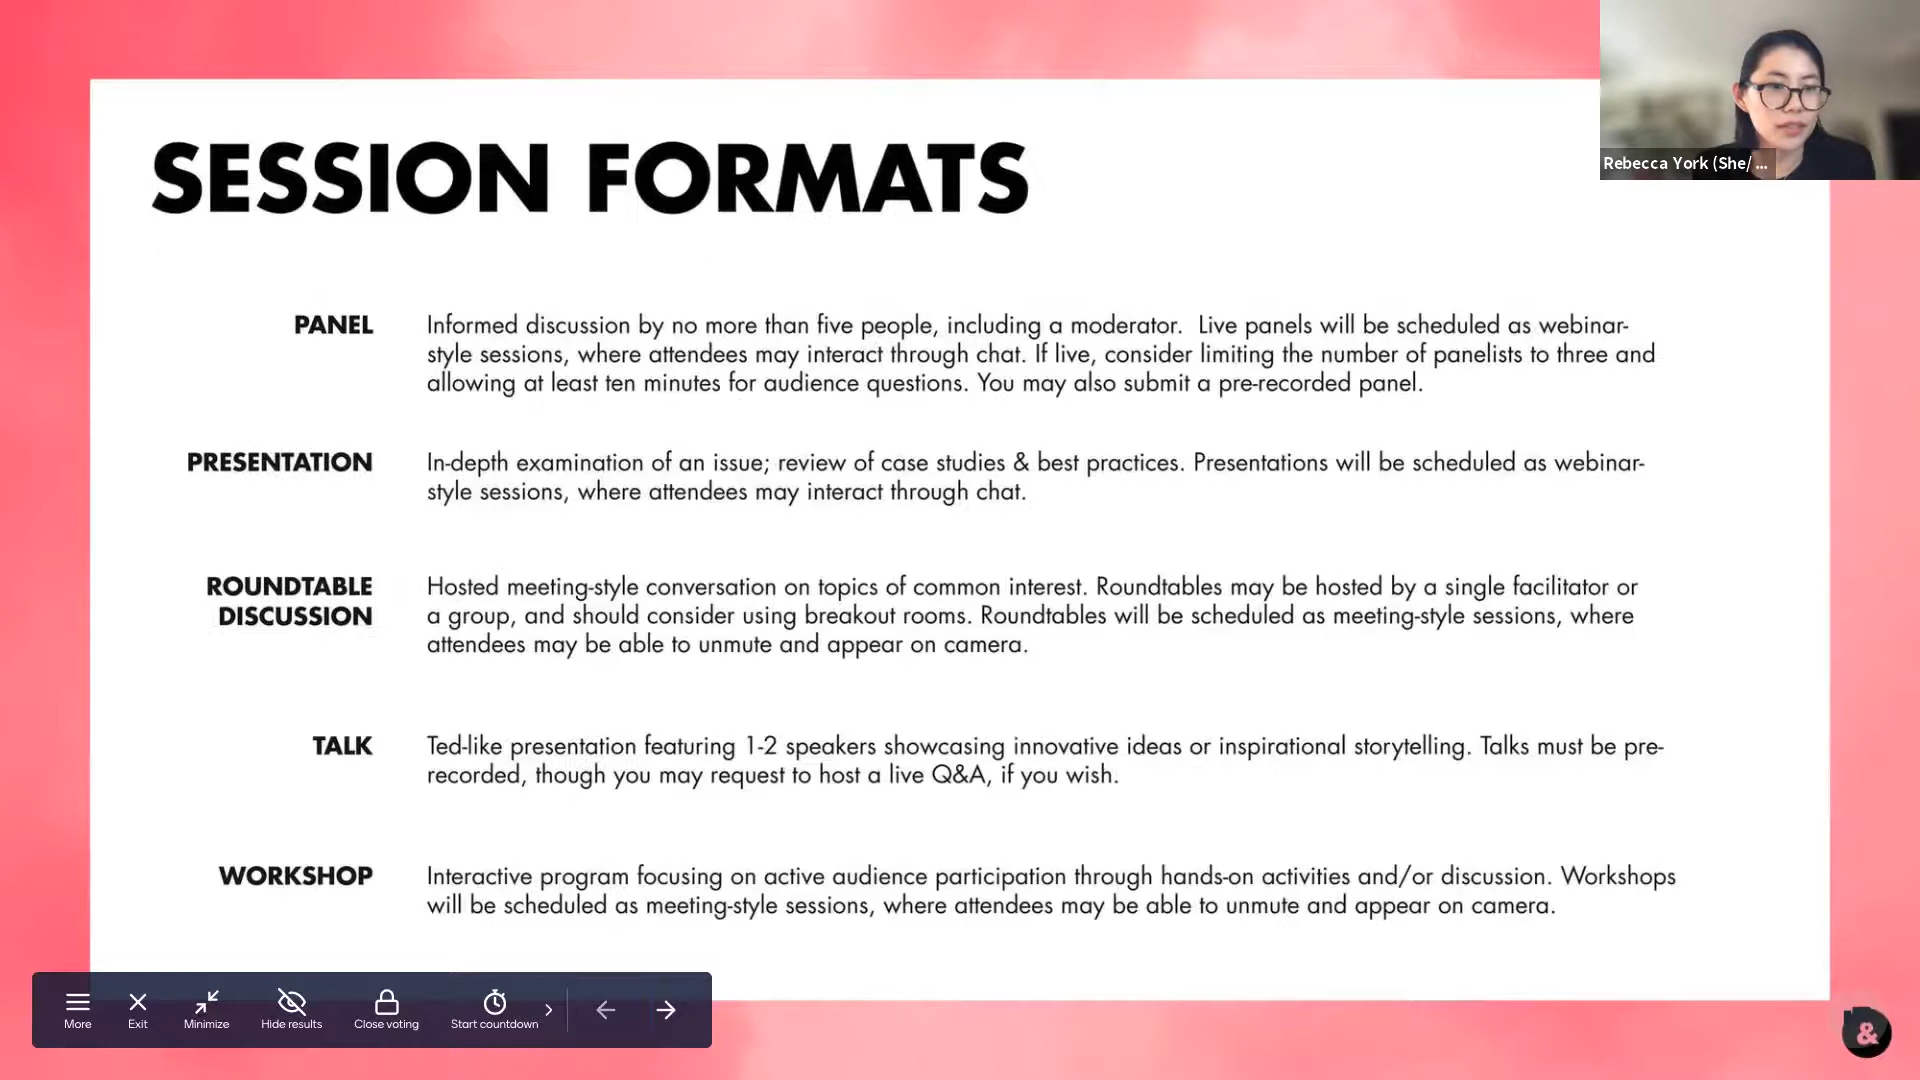 Rebecca York (She/ ...
SESSION FORMATS
PANEL
Informed discussion by no more than five people, including a moderator.  Live panels will be scheduled as webinar-
style sessions, where attendees may interact through chat. If live, consider limiting the number of panelists to three and
allowing at least ten minutes for audience questions. You may also submit a pre-recorded panel.
PRESENTATION
In-depth examination of an issue; review of case studies & best practices. Presentations will be scheduled as webinar-
style sessions, where attendees may interact through chat.
ROUNDTABLE
DISCUSSION
Hosted meeting-style conversation on topics of common interest. Roundtables may be hosted by a single facilitator or
a group, and should consider using breakout rooms. Roundtables will be scheduled as meeting-style sessions, where
attendees may be able to unmute and appear on camera.
TALK
Ted-like presentation featuring 1-2 speakers showcasing innovative ideas or inspirational storytelling. Talks must be pre-
recorded, though you may request to host a live Q&A, if you wish.
WORKSHOP
Interactive program focusing on active audience participation through hands-on activities and/or discussion. Workshops
will be scheduled as meeting-style sessions, where attendees may be able to unmute and appear on camera.
More
Exit
Minimize
Hide results
Close voting
Start countdown
&